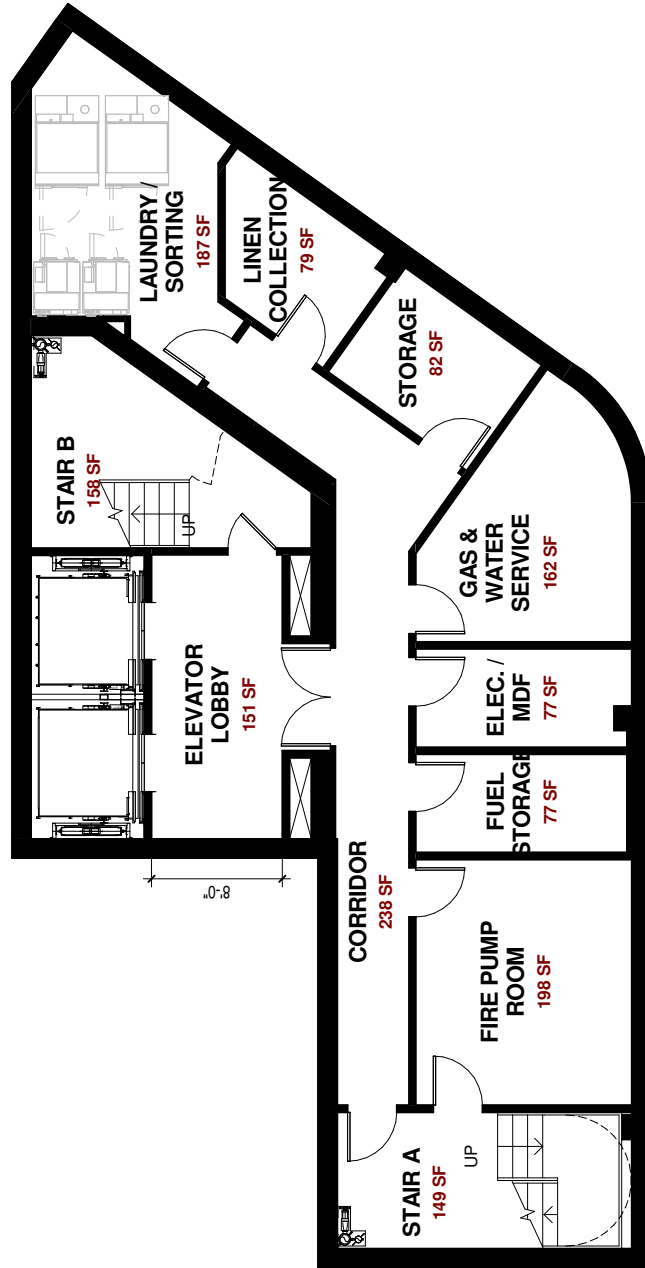 LAUNDRY /
SORTING
187 SF
LINEN
COLLECTION
79 SF
STORAGE
82 SF
STAIR B
158 SF
UP
GAS &
WATER
SERVICE
162 SF
ELEVATOR
LOBBY
151 SF
ELEC. /
MDF
77 SF
FUEL
STORAGE
77 SF
8'-0"
CORRIDOR
238 SF
FIRE PUMP
ROOM
198 SF
STAIR A
149 SF
UP